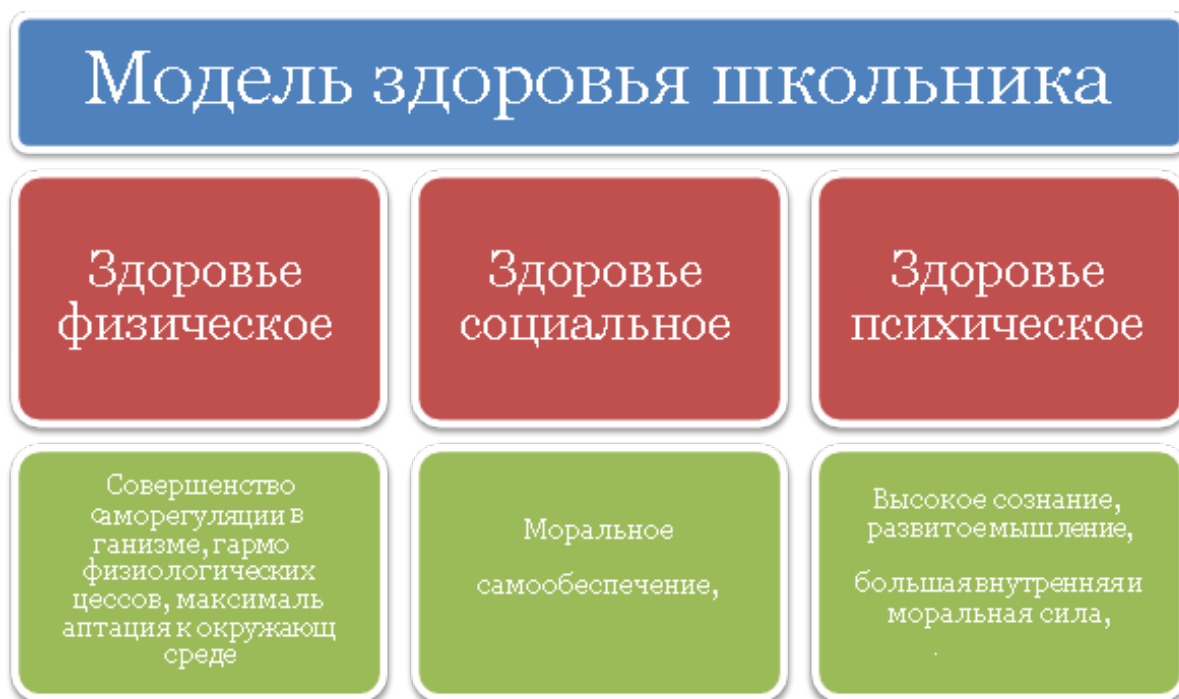 Модель здоровья школьника
Здоровье
физическое
Здоровье
социальное
Здоровье
психическое
Совершенство
саморегуляции в
ганизме, гармо
физиологических
цессов, максималь
аптация к окружающ
среде
Моральное
самообеспечение,
Высокое сознание,
развитое мышление,
большая внутренняя и
моральная сила,
.